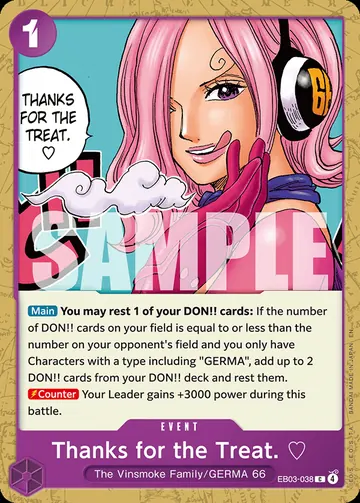 1
THANKS
FOR THE
TREAT.
♡
66
SAMPLE
Main You may rest 1 of your DON!! cards: If the number
of DON!! cards on your field is equal to or less than the
number on your opponent's field and you only have
Characters with a type including "GERMA", add up to 2
DON!! cards from your DON!! deck and rest them.
Counter Your Leader gains +3000 power during this
battle.
EVENT
Thanks for the Treat. ♡
The Vinsmoke Family/GERMA 66
EB03-038 C 4